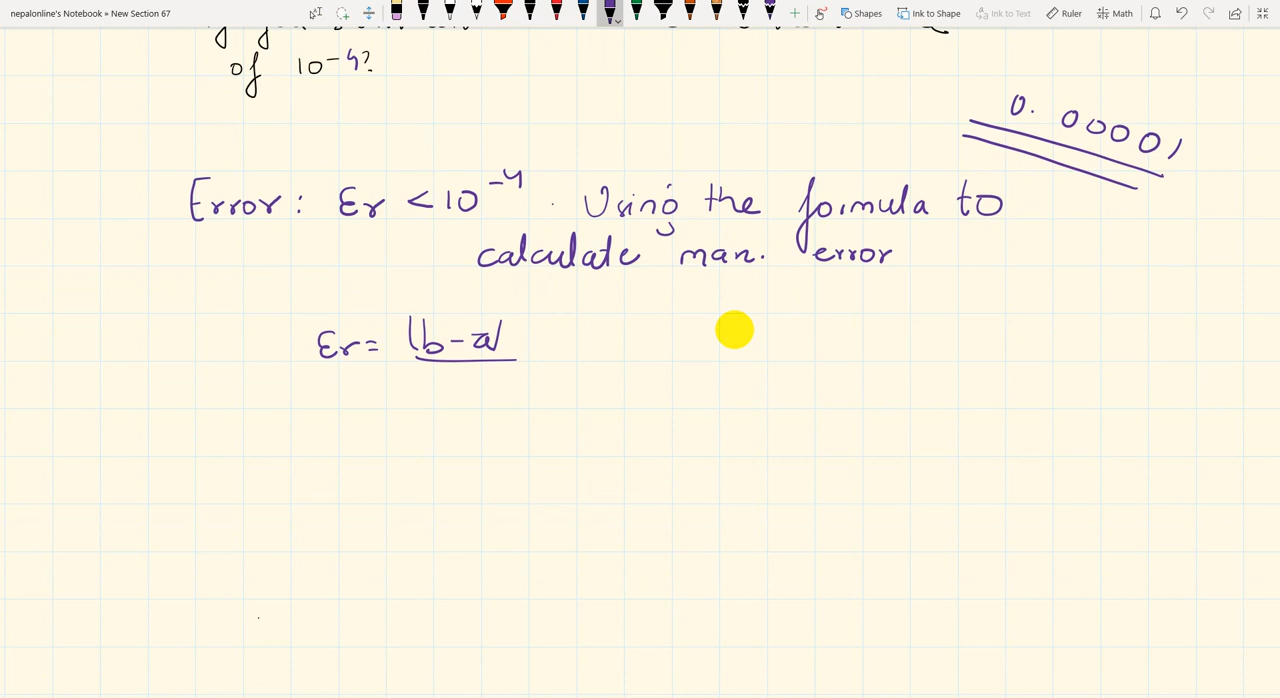 nepalonline's Notebook » New Section 67
Shapes Ink to Shape Ink to Text Ruler Math
of 10⁻⁴?
0.00001
Error: Er < 10⁻⁴. Using the formula to
calculate max. error
Er = |b-a|